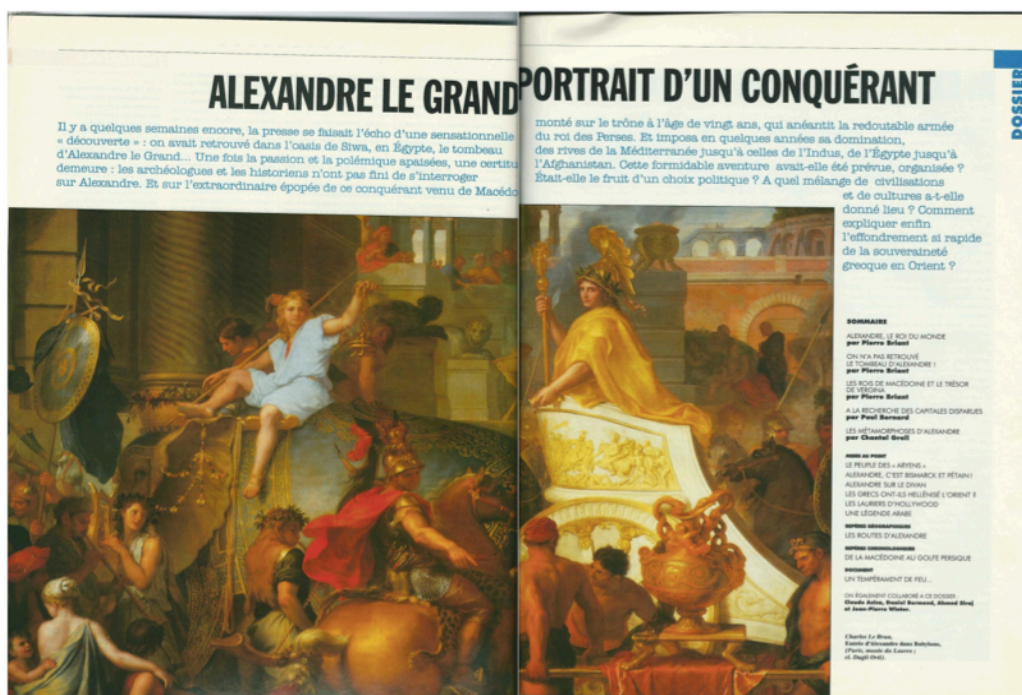 ALEXANDRE LE GRAND
PORTRAIT D'UN CONQUÉRANT
DOSSIER
Il y a quelques semaines encore, la presse se faisait l'écho d'une sensationnelle
« découverte » : on avait retrouvé dans l'oasis de Siwa, en Égypte, le tombeau
d'Alexandre le Grand... Une fois la passion et la polémique apaisées, une certitu
demeure : les archéologues et les historiens n'ont pas fini de s'interroger
sur Alexandre. Et sur l'extraordinaire épopée de ce conquérant venu de Macédo
monté sur le trône à l'âge de vingt ans, qui anéantit la redoutable armée
du roi des Perses. Et imposa en quelques années sa domination,
des rives de la Méditerranée jusqu'à celles de l'Indus, de l'Égypte jusqu'à
l'Afghanistan. Cette formidable aventure avait-elle été prévue, organisée ?
Était-elle le fruit d'un choix politique ? A quel mélange de civilisations
et de cultures a-t-elle
donné lieu ? Comment
expliquer enfin
l'effondrement si rapide
de la souveraineté
grecque en Orient ?
SOMMAIRE
ALEXANDRE, LE ROI DU MONDE
par Pierre Briant
ON N'A PAS RETROUVÉ
LE TOMBEAU D'ALEXANDRE !
par Pierre Briant
LES ROIS DE MACÉDOINE ET LE TRÉSOR
DE VERGINA
par Pierre Briant
A LA RECHERCHE DES CAPITALES DISPARUES
par Paul Bernard
LES MÉTAMORPHOSES D'ALEXANDRE
par Chantal Grell
MISES AU POINT
LE PEUPLE DES « ARYENS »
ALEXANDRE, C'EST BISMARCK ET PÉTAIN !
ALEXANDRE SUR LE DIVAN
LES GRECS ONT-ILS HELLÉNISÉ L'ORIENT ?
LES LAURIERS D'HOLLYWOOD
UNE LÉGENDE ARABE
REPÈRES GÉOGRAPHIQUES
LES ROUTES D'ALEXANDRE
REPÈRES CHRONOLOGIQUES
DE LA MACÉDOINE AU GOLFE PERSIQUE
DOCUMENT
UN TEMPÉRAMENT DE FEU...
ONT ÉGALEMENT COLLABORÉ A CE DOSSIER :
Claude Aziza, Daniel Bermond, Ahmed Siraj
et Jean-Pierre Winter.
Charles Le Brun,
Entrée d'Alexandre dans Babylone,
(Paris, musée du Louvre ;
cl. Dagli Orti).